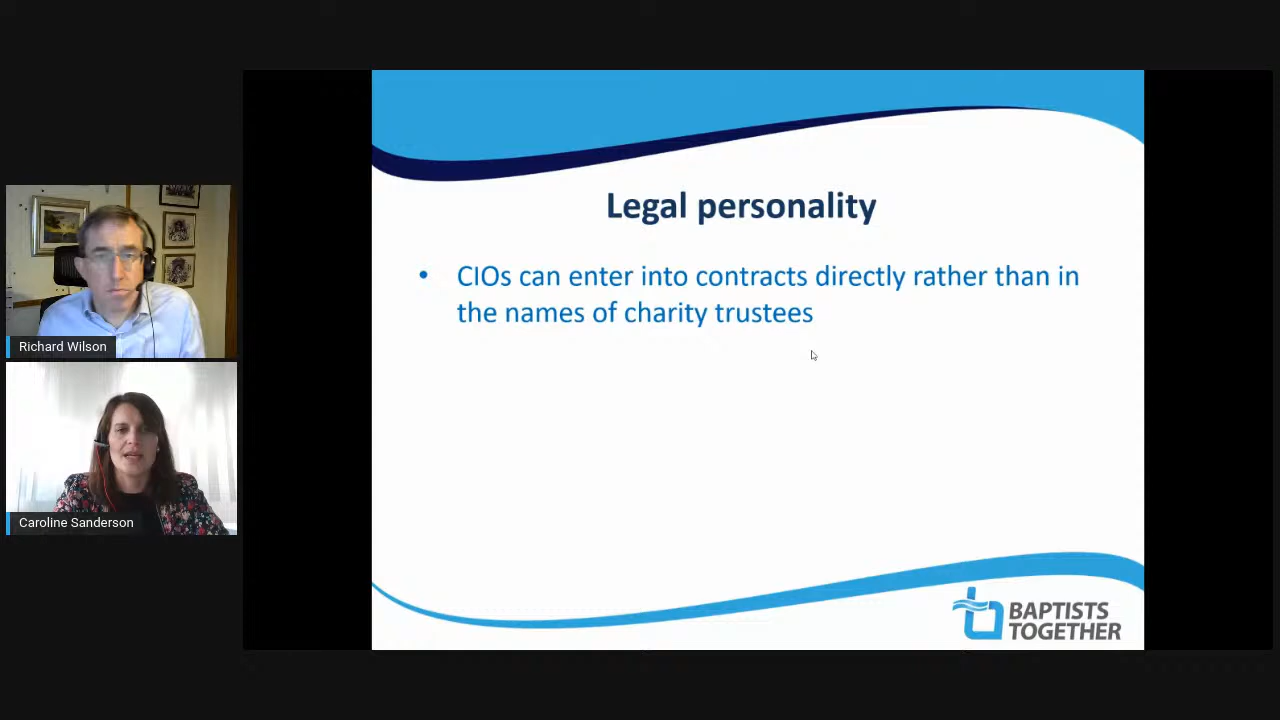 Legal personality
• CIOs can enter into contracts directly rather than in
the names of charity trustees
Richard Wilson
Caroline Sanderson
BAPTISTS
TOGETHER